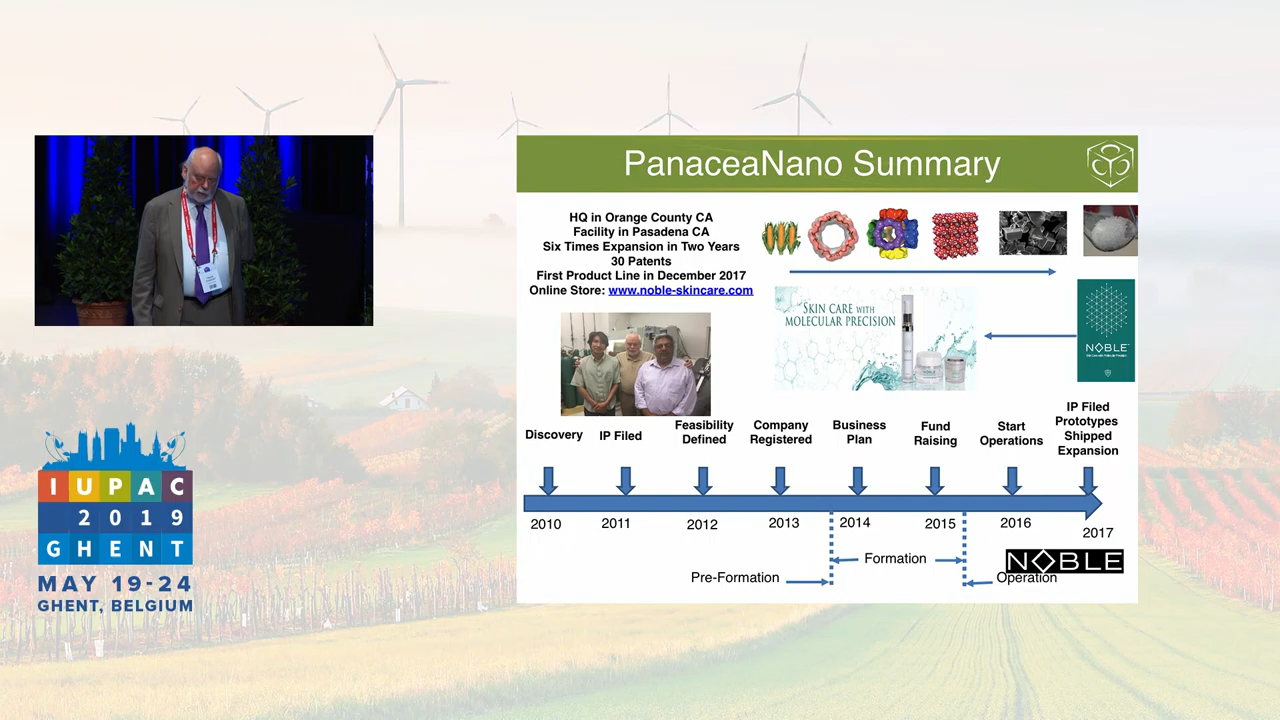 PanaceaNano Summary
HQ in Orange County CA
Facility in Pasadena CA
Six Times Expansion in Two Years
30 Patents
First Product Line in December 2017
Online Store: www.noble-skincare.com
SKIN CARE WITH
MOLECULAR PRECISION
NOBLE
NOBLE
Discovery
IP Filed
Feasibility
Defined
Company
Registered
Business
Plan
Fund
Raising
Start
Operations
IP Filed
Prototypes
Shipped
Expansion
2010
2011
2012
2013
2014
2015
2016
2017
Pre-Formation
Formation
Operation
NOBLE
IUPAC
2019
GHENT
MAY 19-24
GHENT, BELGIUM